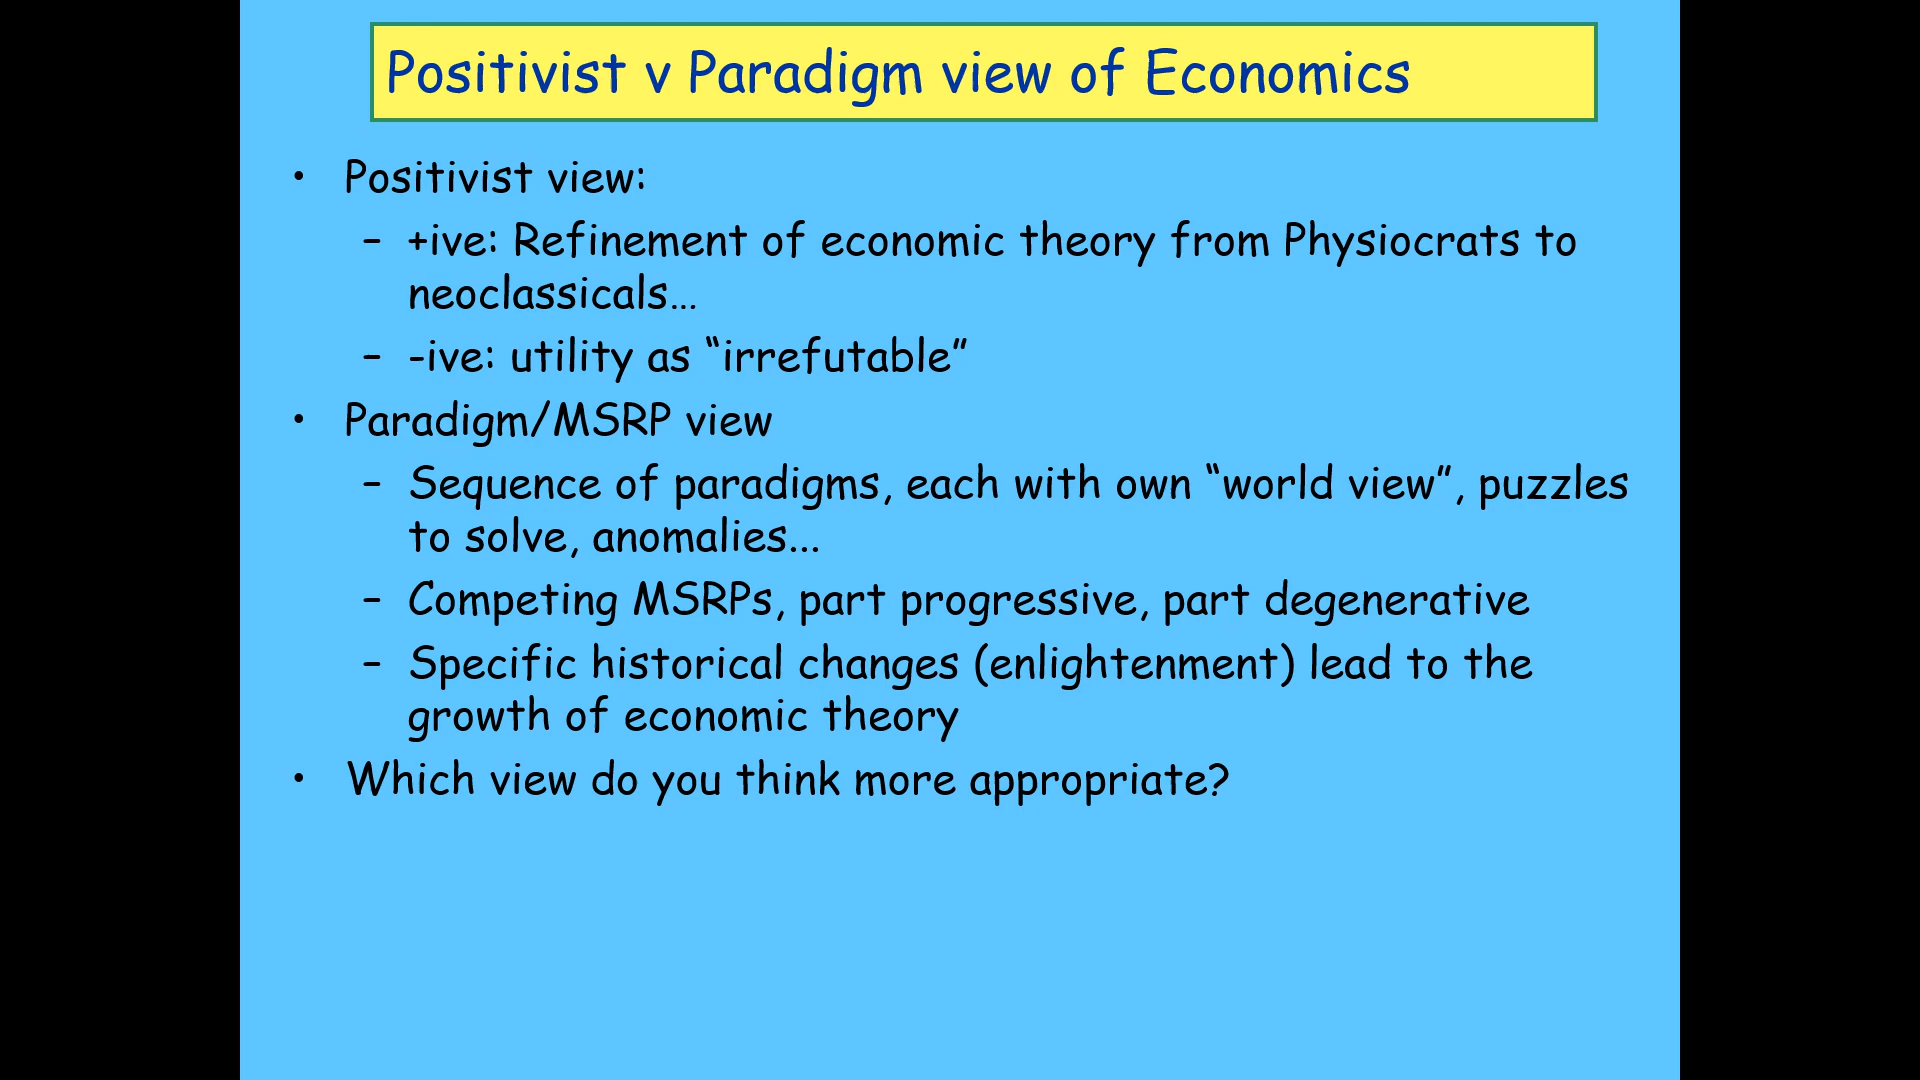 Positivist v Paradigm view of Economics
• Positivist view:
– +ive: Refinement of economic theory from Physiocrats to
neoclassicals…
– -ive: utility as “irrefutable”
• Paradigm/MSRP view
– Sequence of paradigms, each with own “world view”, puzzles
to solve, anomalies...
– Competing MSRPs, part progressive, part degenerative
– Specific historical changes (enlightenment) lead to the
growth of economic theory
• Which view do you think more appropriate?